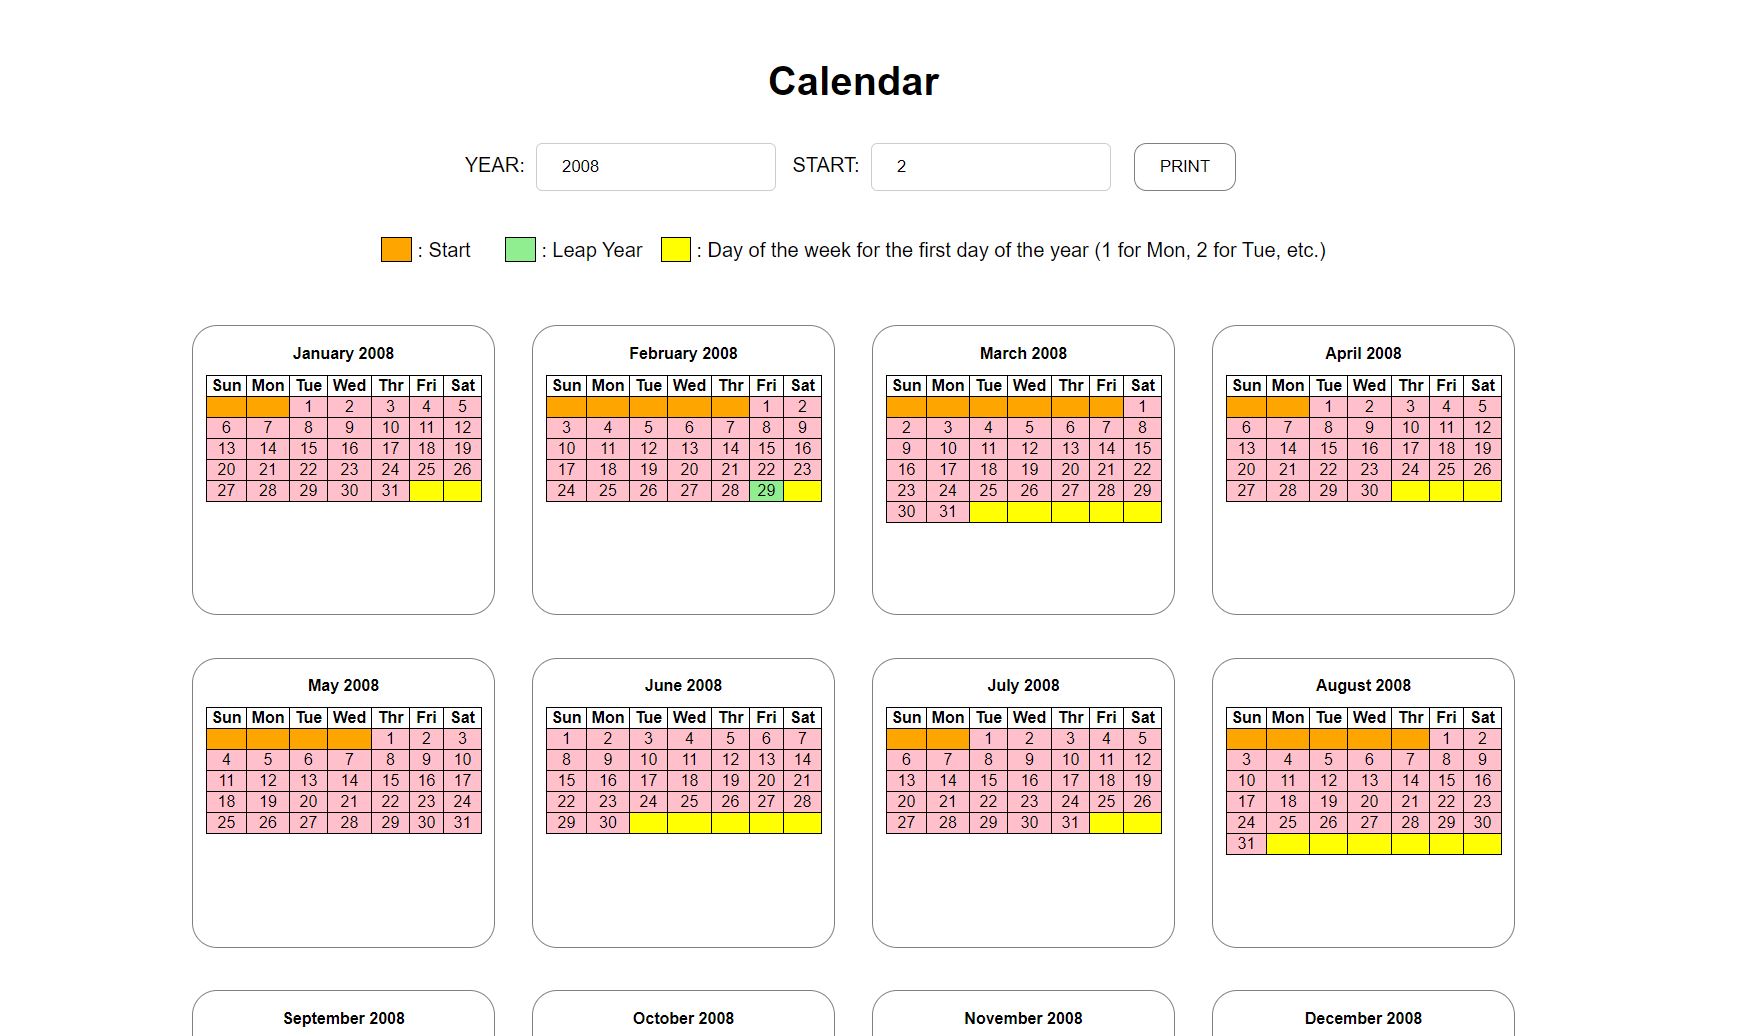 Calendar
YEAR: 2008 START: 2 PRINT
: Start : Leap Year : Day of the week for the first day of the year (1 for Mon, 2 for Tue, etc.)
January 2008
Sun Mon Tue Wed Thr Fri Sat
1 2 3 4 5
6 7 8 9 10 11 12
13 14 15 16 17 18 19
20 21 22 23 24 25 26
27 28 29 30 31
February 2008
Sun Mon Tue Wed Thr Fri Sat
1 2
3 4 5 6 7 8 9
10 11 12 13 14 15 16
17 18 19 20 21 22 23
24 25 26 27 28 29
March 2008
Sun Mon Tue Wed Thr Fri Sat
1
2 3 4 5 6 7 8
9 10 11 12 13 14 15
16 17 18 19 20 21 22
23 24 25 26 27 28 29
30 31
April 2008
Sun Mon Tue Wed Thr Fri Sat
1 2 3 4 5
6 7 8 9 10 11 12
13 14 15 16 17 18 19
20 21 22 23 24 25 26
27 28 29 30
May 2008
Sun Mon Tue Wed Thr Fri Sat
1 2 3
4 5 6 7 8 9 10
11 12 13 14 15 16 17
18 19 20 21 22 23 24
25 26 27 28 29 30 31
June 2008
Sun Mon Tue Wed Thr Fri Sat
1 2 3 4 5 6 7
8 9 10 11 12 13 14
15 16 17 18 19 20 21
22 23 24 25 26 27 28
29 30
July 2008
Sun Mon Tue Wed Thr Fri Sat
1 2 3 4 5
6 7 8 9 10 11 12
13 14 15 16 17 18 19
20 21 22 23 24 25 26
27 28 29 30 31
August 2008
Sun Mon Tue Wed Thr Fri Sat
1 2
3 4 5 6 7 8 9
10 11 12 13 14 15 16
17 18 19 20 21 22 23
24 25 26 27 28 29 30
31
September 2008
October 2008
November 2008
December 2008